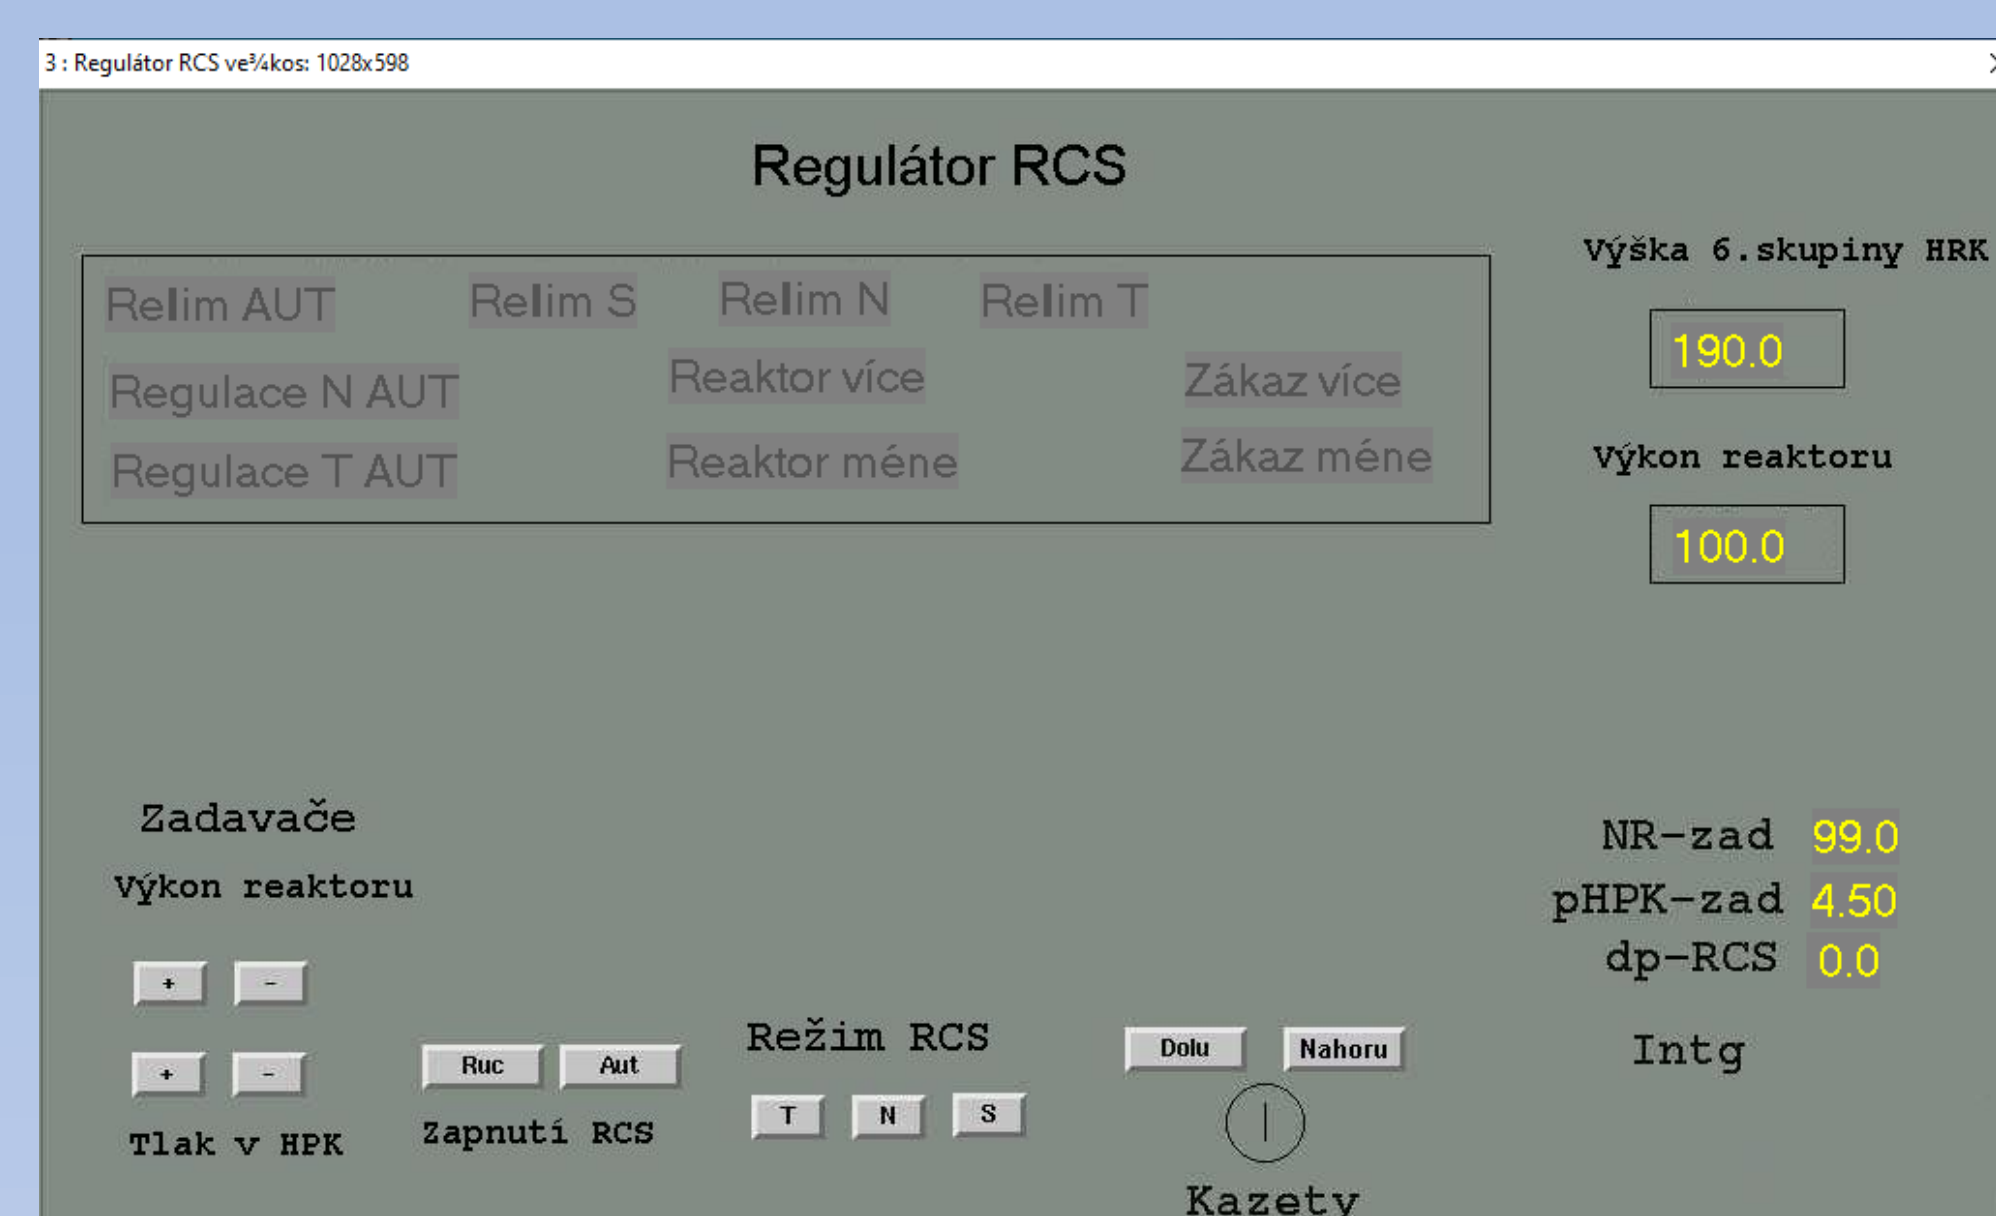 3 : Regulátor RCS ve¾kos: 1028x598
Regulátor RCS
Relim AUT Relim S Relim N Relim T
Regulace N AUT Reaktor více Zákaz více
Regulace T AUT Reaktor méne Zákaz méne
Výška 6.skupiny HRK
190.0
Výkon reaktoru
100.0
Zadavače
Výkon reaktoru
+ -
+ -
Tlak v HPK
Ruc Aut
Zapnutí RCS
Režim RCS
T N S
Dolu Nahoru
Kazety
NR-zad 99.0
pHPK-zad 4.50
dp-RCS 0.0
Intg